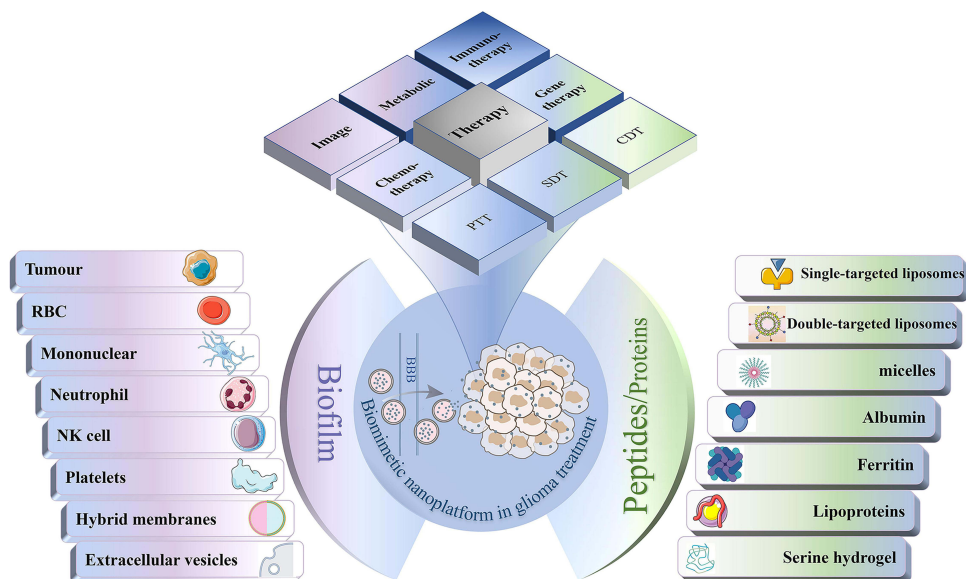 Immuno-
therapy
Metabolic
Gene therapy
Image
Therapy
CDT
Chemo-
therapy
SDT
PTT
Tumour
RBC
Mononuclear
Neutrophil
NK cell
Platelets
Hybrid membranes
Extracellular vesicles
Biofilm
BBB
Biomimetic nanoplatform in glioma treatment
Peptides/Proteins
Single-targeted liposomes
Double-targeted liposomes
micelles
Albumin
Ferritin
Lipoproteins
Serine hydrogel